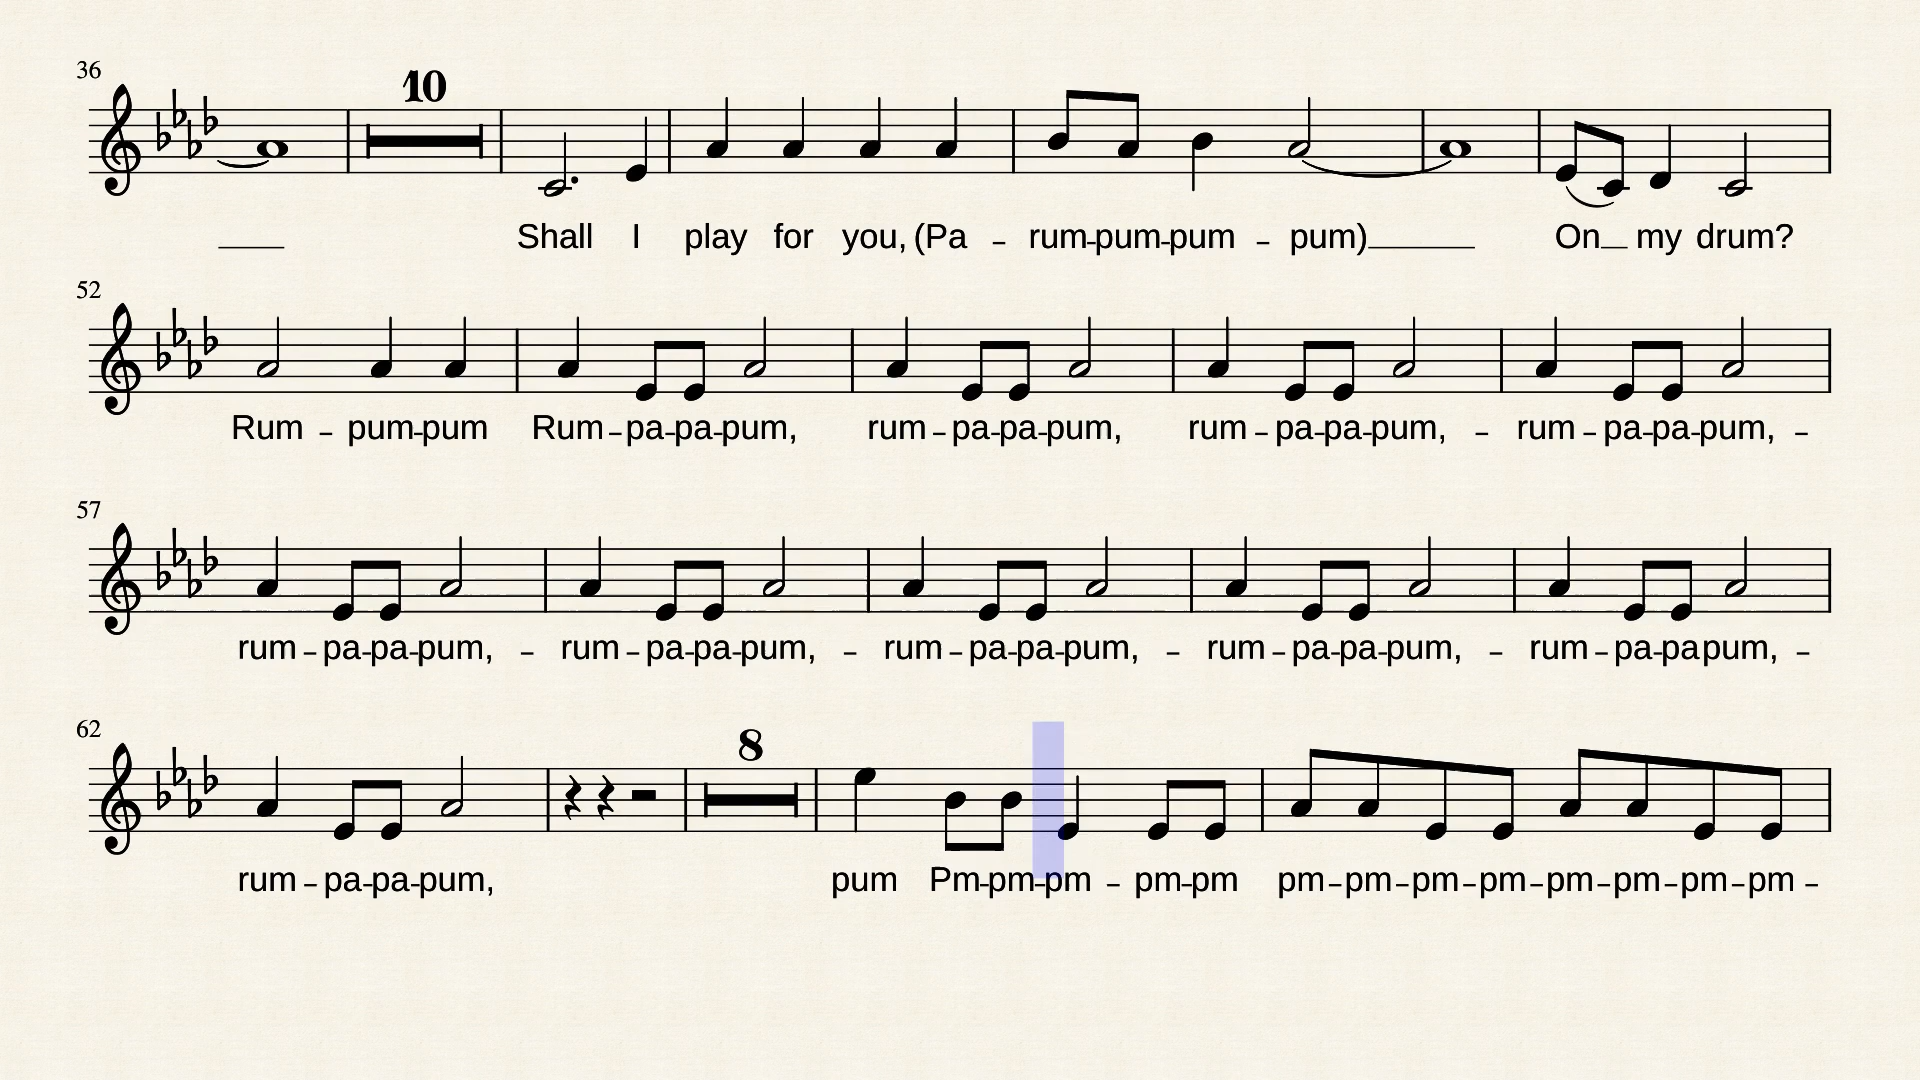 36
10
Shall I play for you, (Pa - rum-pum-pum - pum)____ On_ my drum?
52
Rum - pum-pum Rum-pa-pa-pum, rum-pa-pa-pum, rum-pa-pa-pum, - rum-pa-pa-pum, -
57
rum-pa-pa-pum, - rum-pa-pa-pum, - rum-pa-pa-pum, - rum-pa-pa-pum, - rum-pa-papum, -
62
8
rum-pa-pa-pum, pum Pm-pm-pm - pm-pm pm-pm-pm-pm-pm-pm-pm-pm -